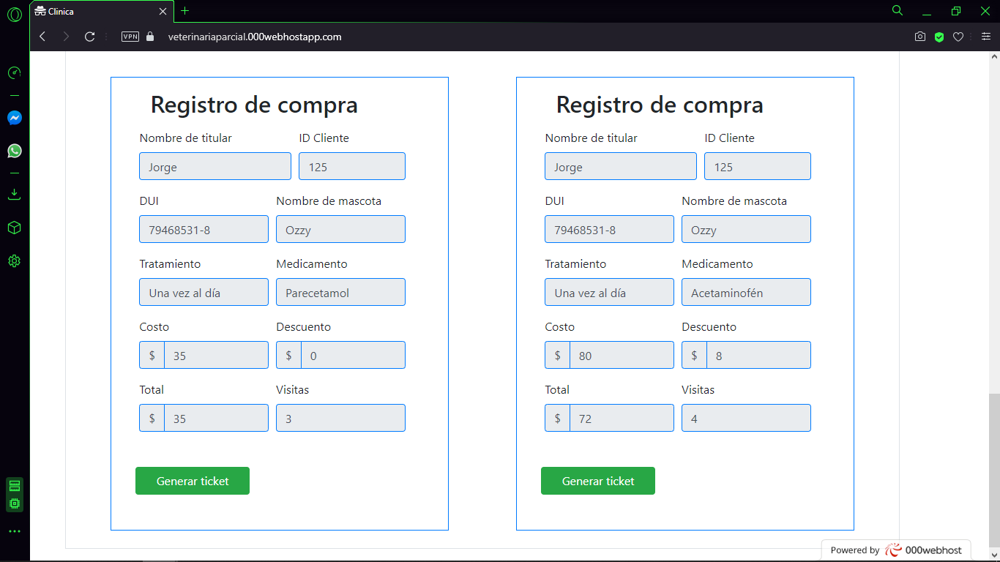 Clinica
VPN
veterinariaparcial.000webhostapp.com
Registro de compra
Nombre de titular
ID Cliente
Jorge
125
DUI
Nombre de mascota
79468531-8
Ozzy
Tratamiento
Medicamento
Una vez al día
Parecetamol
Costo
Descuento
$ 35
$ 0
Total
Visitas
$ 35
3
Generar ticket
Registro de compra
Nombre de titular
ID Cliente
Jorge
125
DUI
Nombre de mascota
79468531-8
Ozzy
Tratamiento
Medicamento
Una vez al día
Acetaminofén
Costo
Descuento
$ 80
$ 8
Total
Visitas
$ 72
4
Generar ticket
Powered by 000webhost